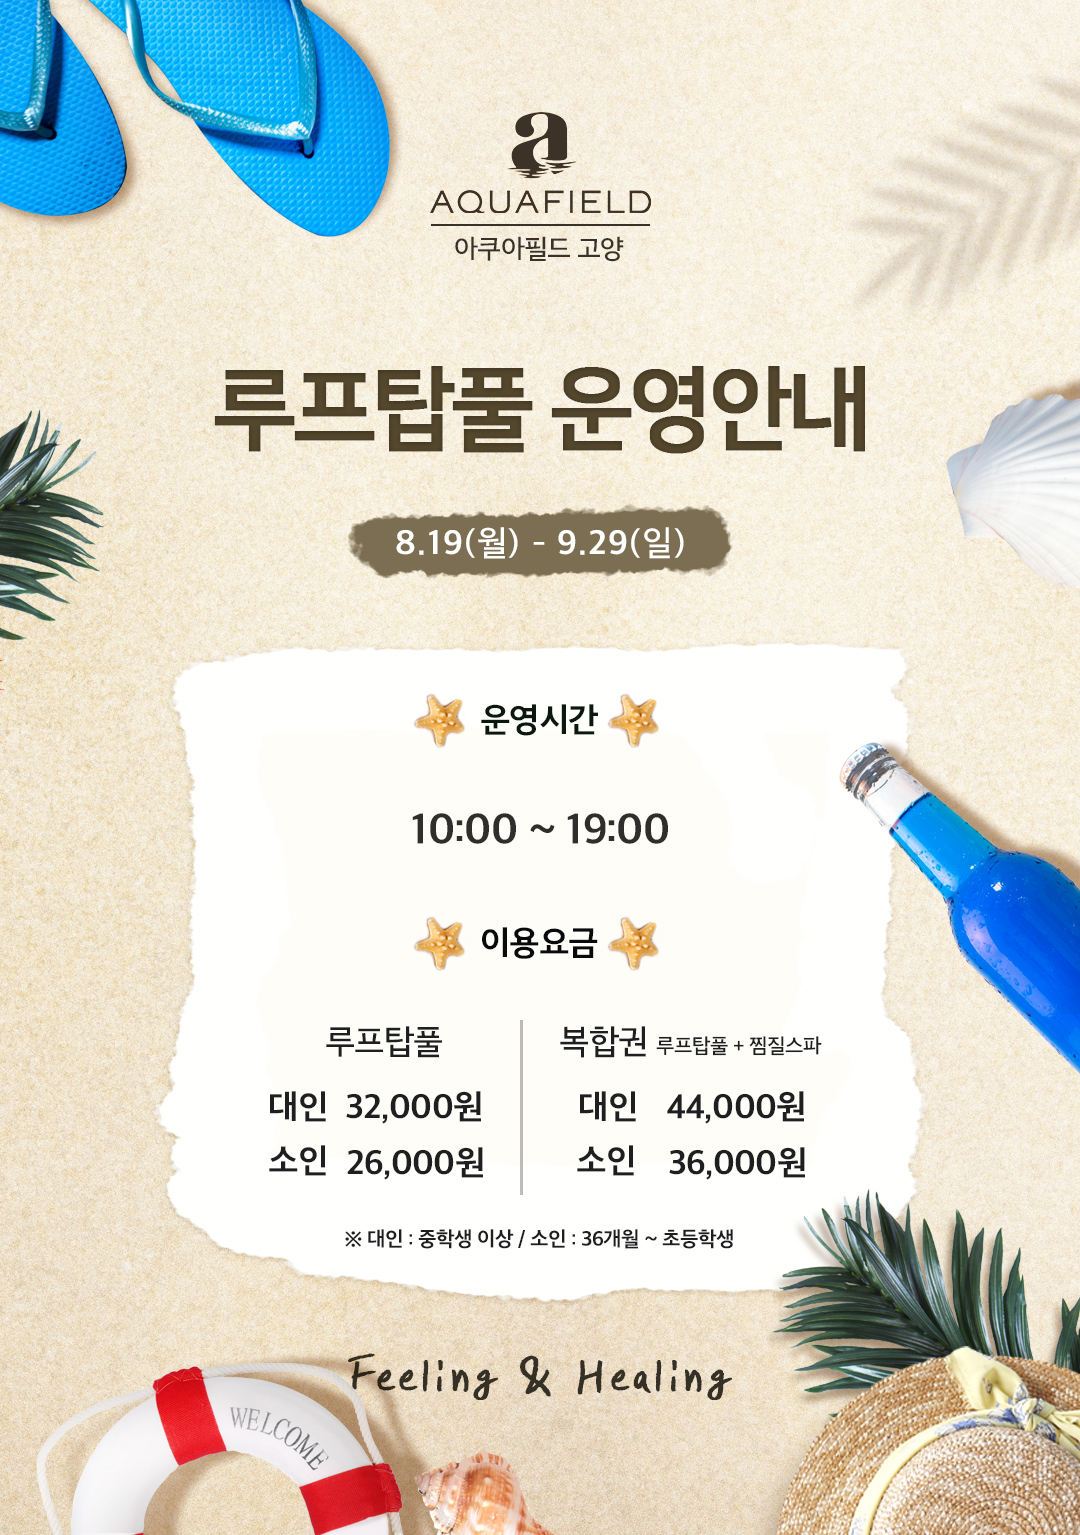 a
AQUAFIELD
아쿠아필드 고양
루프탑풀 운영안내
8.19(월) - 9.29(일)
운영시간
10:00 ~ 19:00
이용요금
루프탑풀
대인 32,000원
소인 26,000원
복합권 루프탑풀 + 찜질스파
대인 44,000원
소인 36,000원
※ 대인 : 중학생 이상 / 소인 : 36개월 ~ 초등학생
Feeling & Healing
WELCOME